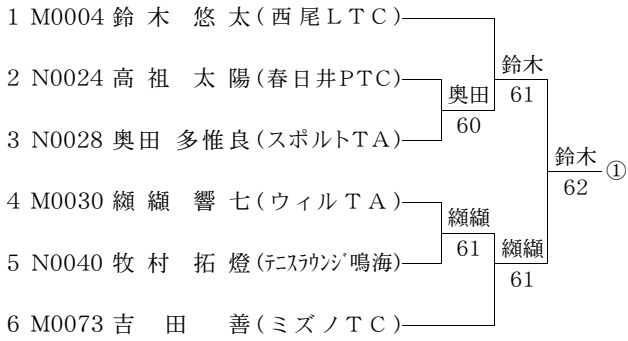 1 M0004 鈴木 悠太(西尾LTC)
鈴木
2 N0024 高祖 太陽(春日井PTC)
奥田
61
60
3 N0028 奥田 多惟良(スポルトTA)
鈴木
①
62
4 M0030 纐纈 響七(ウィルTA)
纐纈
61
纐纈
5 N0040 牧村 拓燈(テニスラウンジ鳴海)
61
6 M0073 吉田 善(ミズノTC)